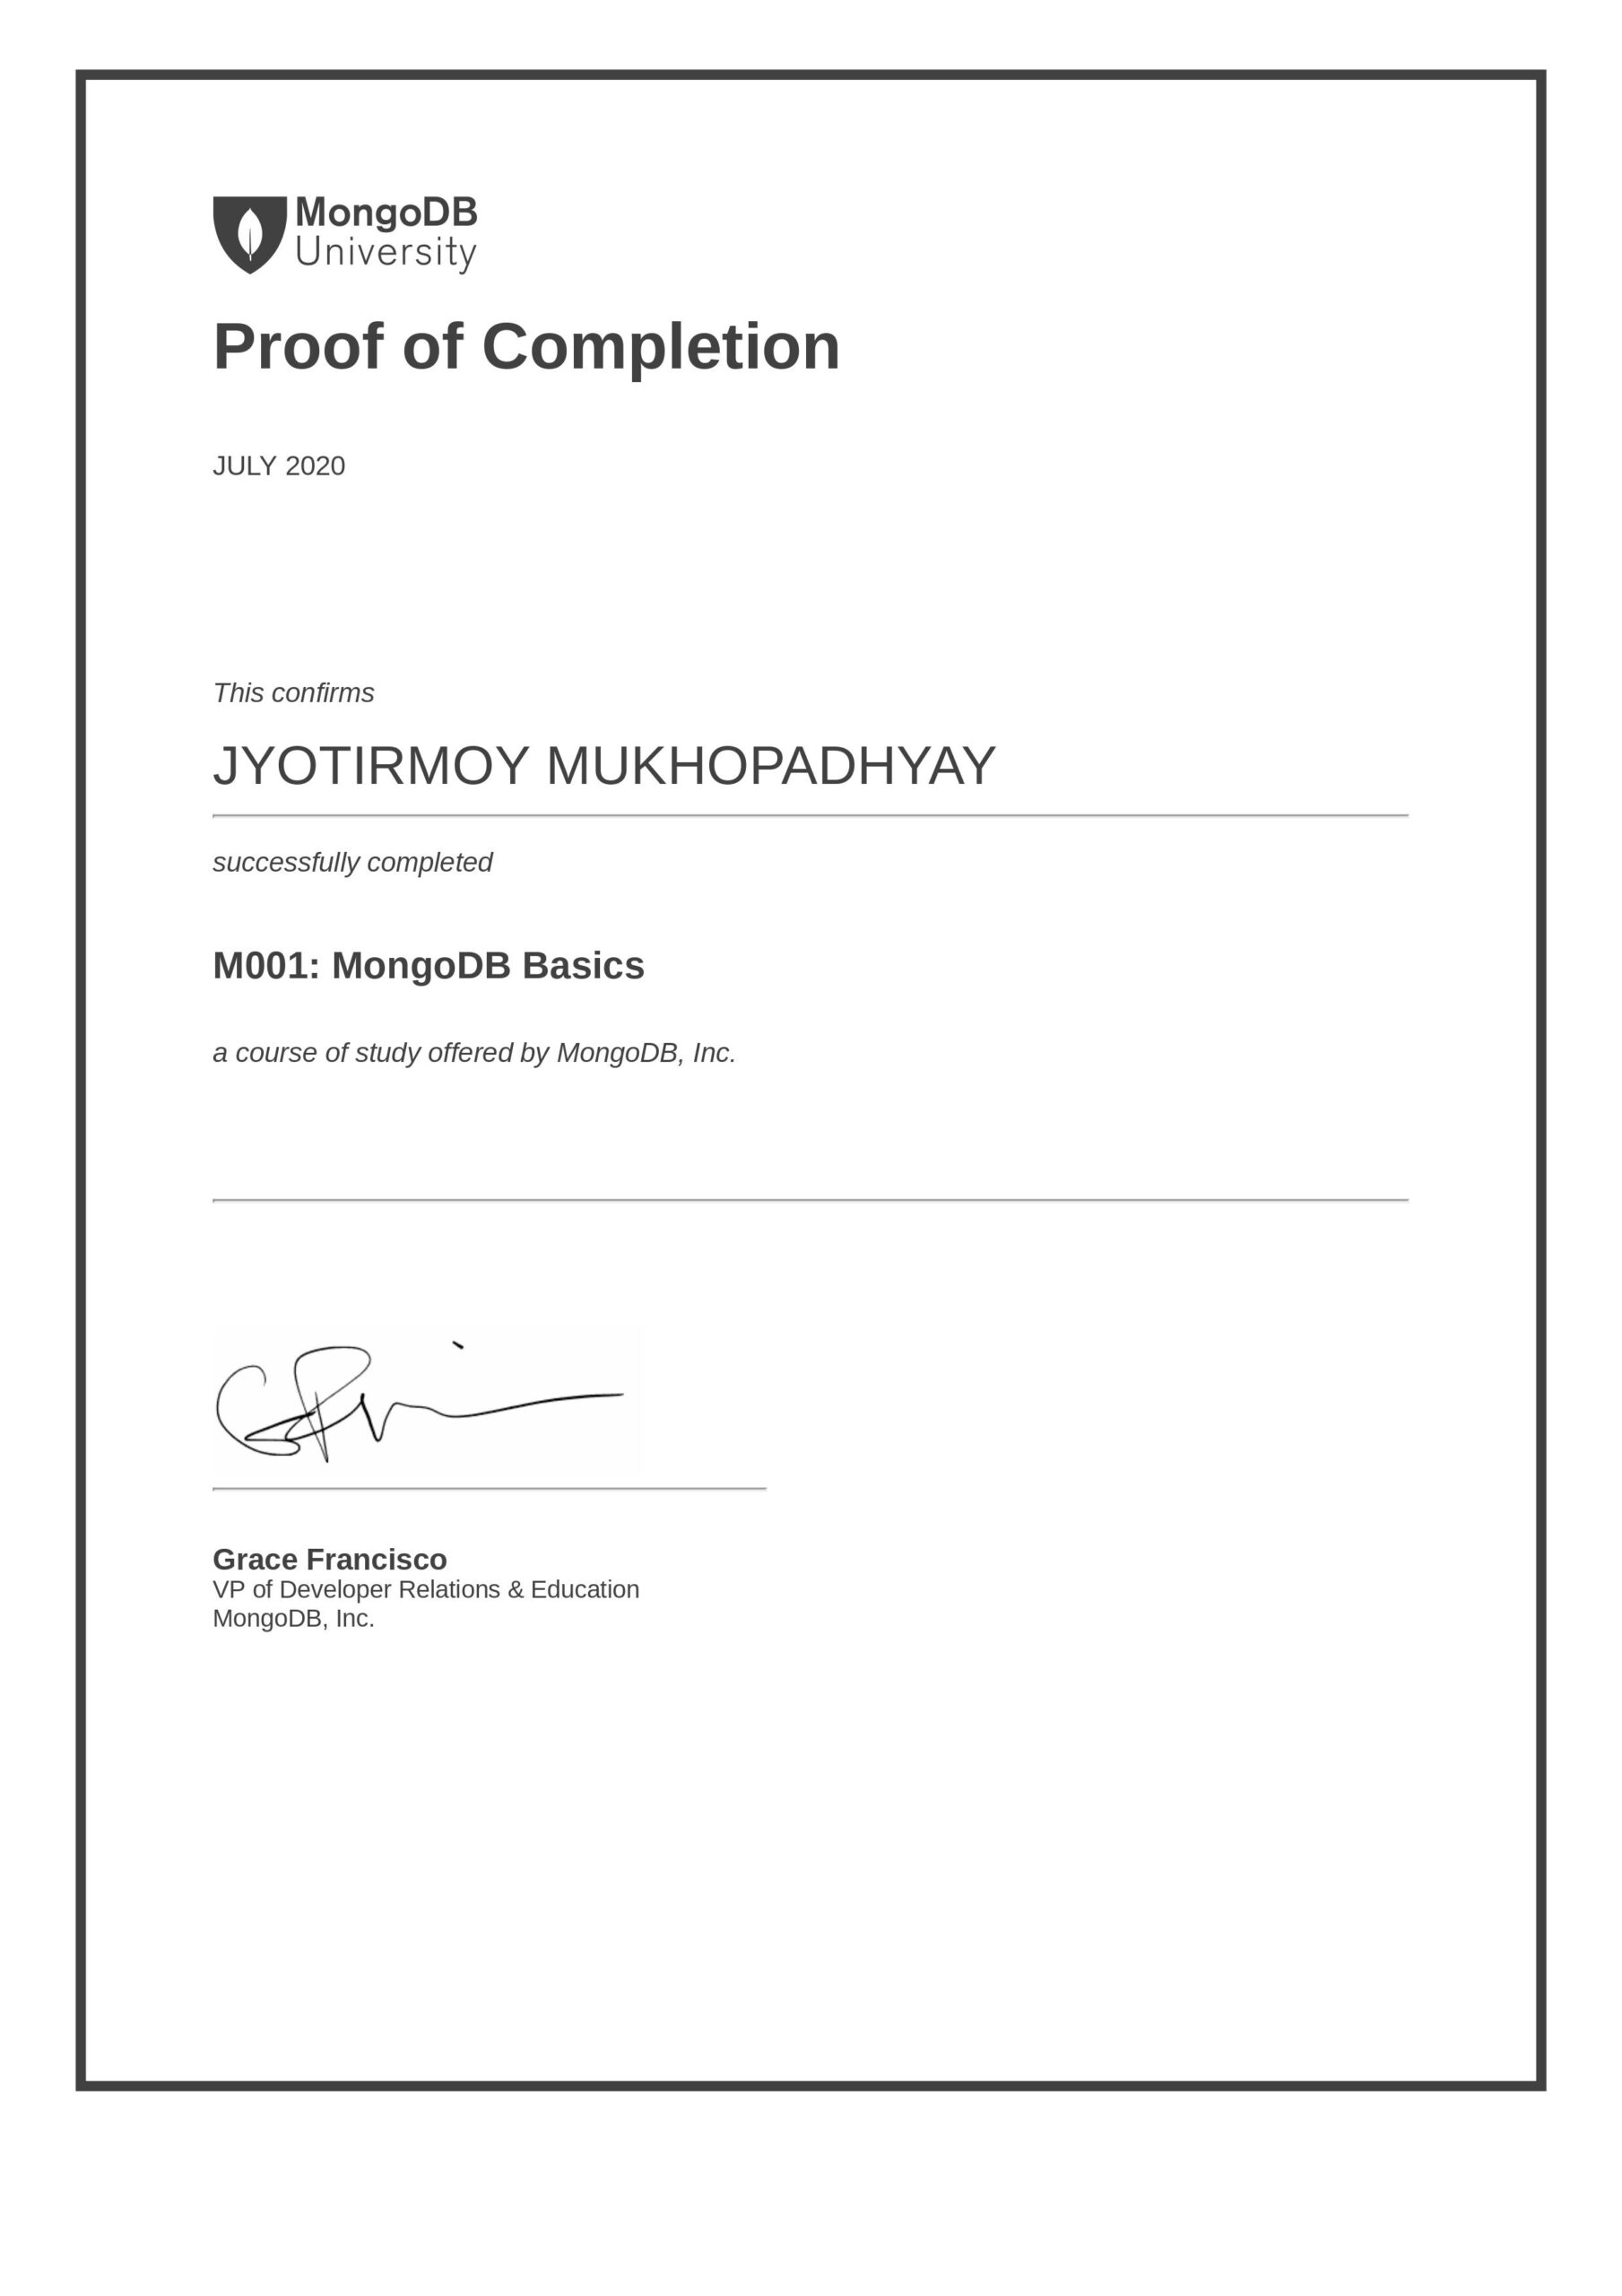 MongoDB
University
Proof of Completion
JULY 2020
This confirms
JYOTIRMOY MUKHOPADHYAY
successfully completed
M001: MongoDB Basics
a course of study offered by MongoDB, Inc.
Grace Francisco
VP of Developer Relations & Education
MongoDB, Inc.